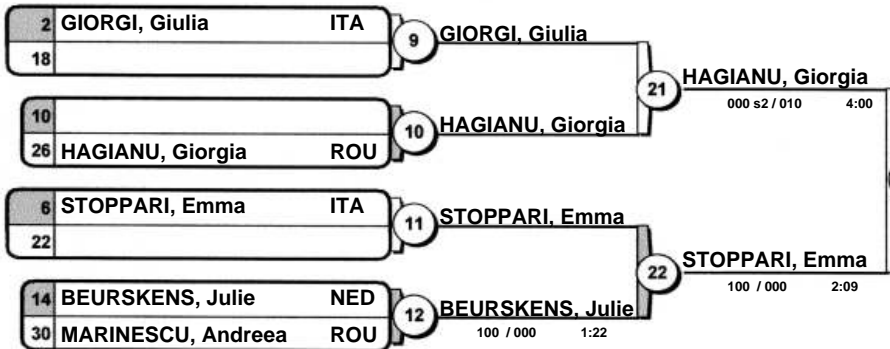 2 GIORGI, Giulia ITA
18
9
GIORGI, Giulia
10
26 HAGIANU, Giorgia ROU
10
HAGIANU, Giorgia
21
HAGIANU, Giorgia
000 s2 / 010 4:00
6 STOPPARI, Emma ITA
22
11
STOPPARI, Emma
14 BEURSKENS, Julie NED
30 MARINESCU, Andreea ROU
12
BEURSKENS, Julie
100 / 000 1:22
22
STOPPARI, Emma
100 / 000 2:09